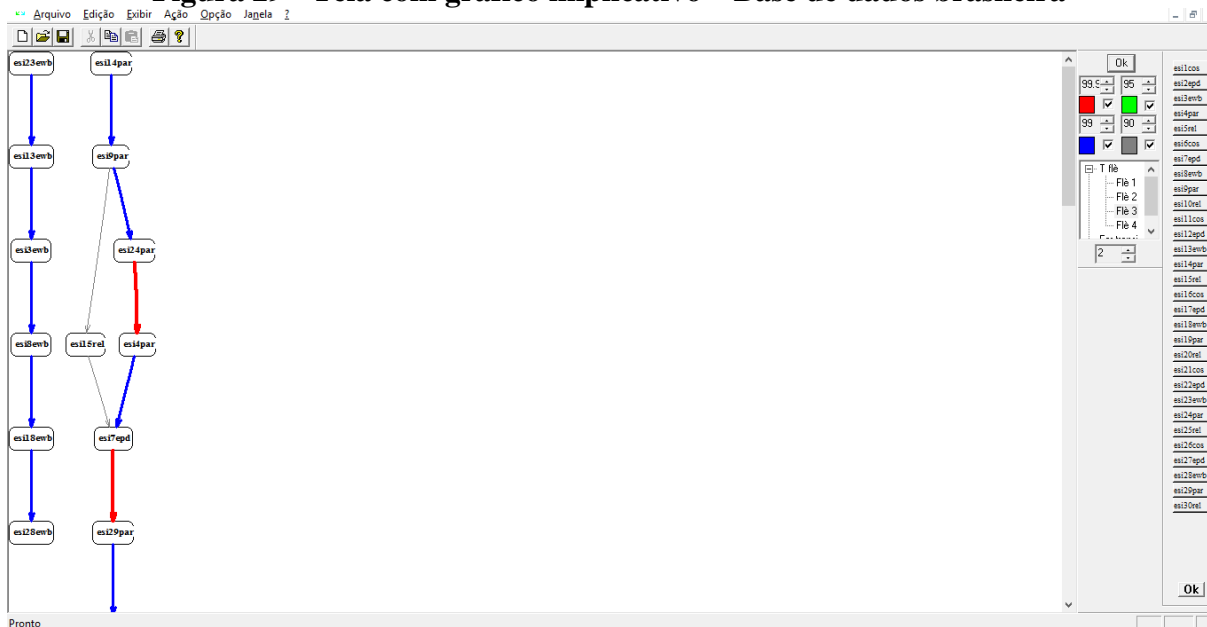 Figura Tela com gráfico implicativo Base de dados brasileira
Arquivo Edição Exibir Ação Opção Janela ?
esi23ewb esi14par
esi13ewb esi9par
esi3ewb esi24par
esi8ewb esi15rel esi4par
esi18ewb esi7epd
esi28ewb esi29par
Ok
99.9 95
99 90
T flè
Flè 1
Flè 2
Flè 3
Flè 4
2
esi1cos
esi2epd
esi3ewb
esi4par
esi5rel
esi6cos
esi7epd
esi8ewb
esi9par
esi10rel
esi11cos
esi12epd
esi13ewb
esi14par
esi15rel
esi16cos
esi17epd
esi18ewb
esi19par
esi20rel
esi21cos
esi22epd
esi23ewb
esi24par
esi25rel
esi26cos
esi27epd
esi28ewb
esi29par
esi30rel
Ok
Pronto